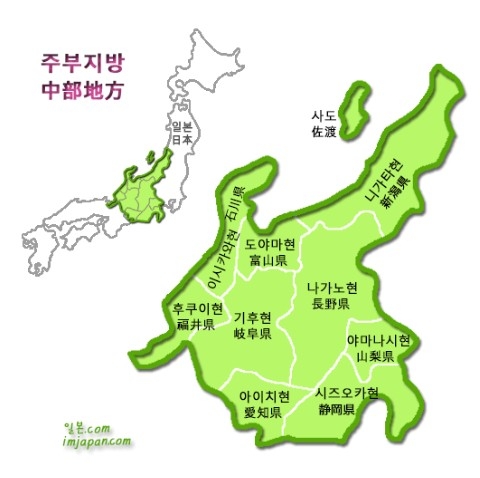 주부지방
中部地方
일본
日本
사도
佐渡
니가타현
新潟県
이시카와현 石川県
도야마현
富山県
나가노현
長野県
후쿠이현
福井県
기후현
岐阜県
야마나시현
山梨県
아이치현
愛知県
시즈오카현
静岡県
일본.com
imjapan.com